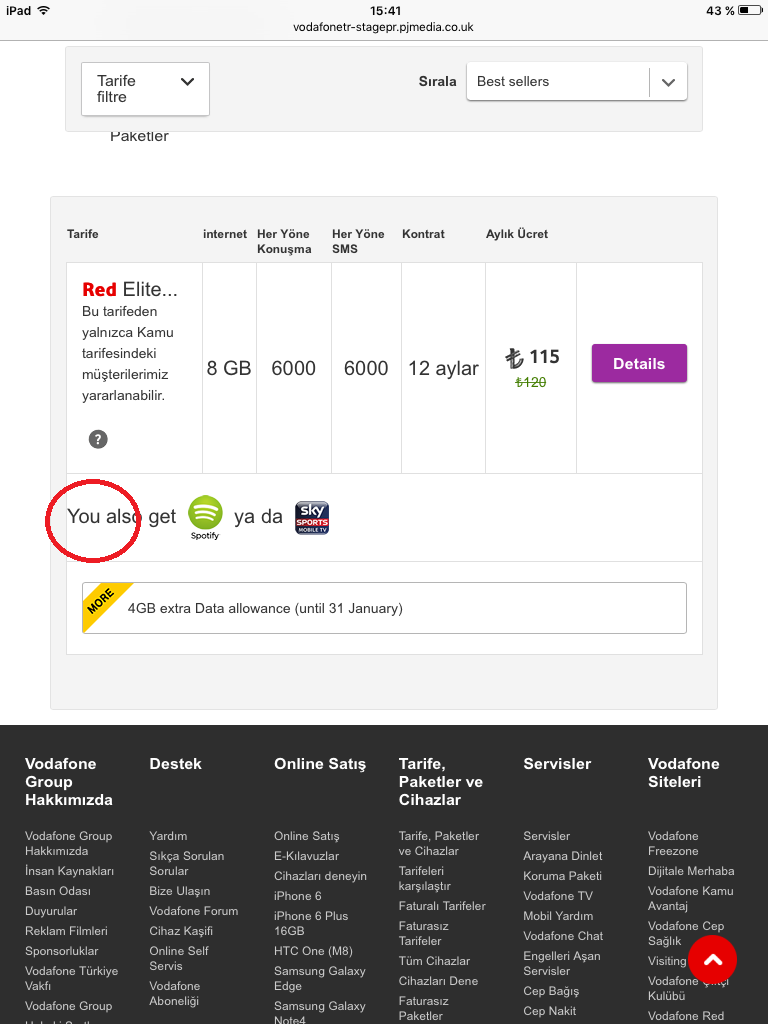 iPad 15:41 43 %
vodafonetr-stagepr.pjmedia.co.uk
Tarife
filtre
Sırala Best sellers
Paketler
Tarife internet Her Yöne Konuşma Her Yöne SMS Kontrat Aylık Ücret
Red Elite...
Bu tarifeden
yalnızca Kamu
tarifesindeki
müşterilerimiz
yararlanabilir.
?
8 GB 6000 6000 12 aylar ₺ 115
₺120
Details
You also get Spotify ya da sky SPORTS MOBILE TV
MORE
4GB extra Data allowance (until 31 January)
Vodafone
Group
Hakkımızda
Vodafone Group
Hakkımızda
İnsan Kaynakları
Basın Odası
Duyurular
Reklam Filmleri
Sponsorluklar
Vodafone Türkiye
Vakfı
Vodafone Group
Destek
Yardım
Sıkça Sorulan
Sorular
Bize Ulaşın
Vodafone Forum
Cihaz Kaşifi
Online Self
Servis
Vodafone
Aboneliği
Online Satış
Online Satış
E-Kılavuzlar
Cihazları deneyin
iPhone 6
iPhone 6 Plus
16GB
HTC One (M8)
Samsung Galaxy
Edge
Samsung Galaxy
Note4
Tarife,
Paketler ve
Cihazlar
Tarife, Paketler
ve Cihazlar
Tarifeleri
karşılaştır
Faturalı Tarifeler
Faturasız
Tarifeler
Tüm Cihazlar
Cihazları Dene
Faturasız
Paketler
Servisler
Servisler
Arayana Dinlet
Koruma Paketi
Vodafone TV
Mobil Yardım
Vodafone Chat
Engelleri Aşan
Servisler
Cep Bağış
Cep Nakit
Vodafone
Siteleri
Vodafone
Freezone
Dijitale Merhaba
Vodafone Kamu
Avantaj
Vodafone Cep
Sağlık
Visiting
Vodafone Çiftçi
Kulübü
Vodafone Red